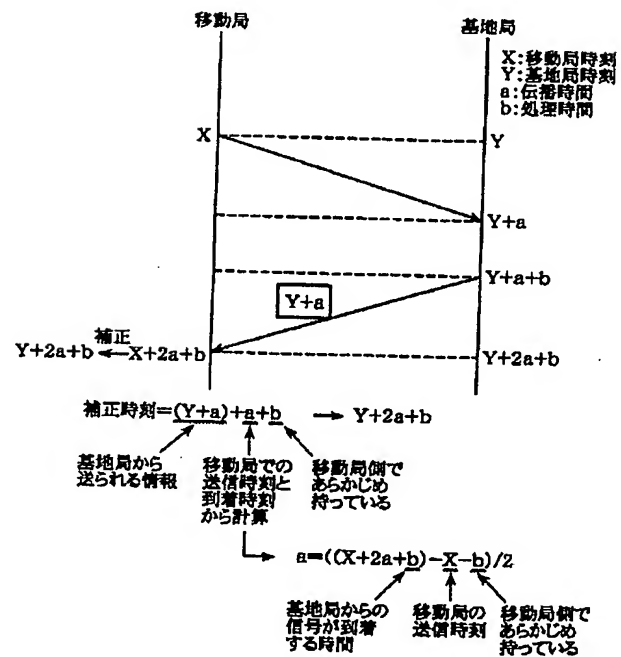 移動局
基地局
X:移動局時刻
Y:基地局時刻
a:伝播時間
b:処理時間
X
Y
Y+a
Y+a+b
Y+a
補正
Y+2a+b
X+2a+b
Y+2a+b
補正時刻=(Y+a)+a+b → Y+2a+b
基地局から
送られる情報
移動局での
送信時刻と
到着時刻
から計算
移動局側で
あらかじめ
持っている
a=((X+2a+b)-X-b)/2
基地局からの
信号が到着
する時間
移動局の
送信時刻
移動局側で
あらかじめ
持っている